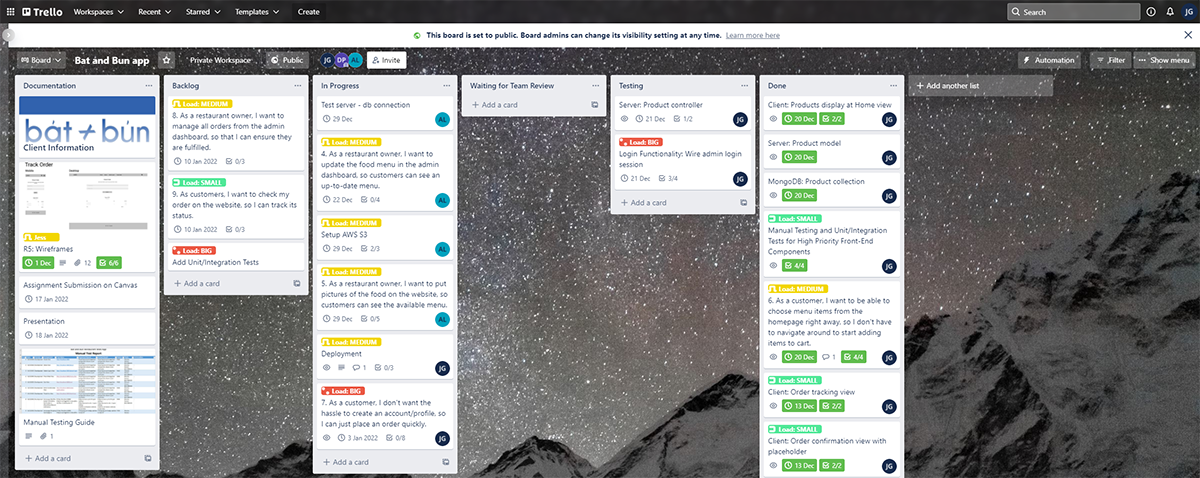 Trello
Workspaces
Recent
Starred
Templates
Create
Search
JG
This board is set to public. Board admins can change its visibility setting at any time. Learn more here
Board
Bat and Bun app
Private Workspace
Public
JG
DP
AL
Invite
Automation
Filter
Show menu
Documentation
bát ≠ bún
Client Information
Track Order
Java
R5: Wireframes
1 Dec
12
6/6
Assignment Submission on Canvas
17 Jan 2022
Presentation
18 Jan 2022
Manual Test Report
Manual Testing Guide
1
+ Add a card
Backlog
Load: MEDIUM
8. As a restaurant owner, I want to
manage all orders from the admin
dashboard, so that I can ensure they
are fulfilled.
10 Jan 2022
0/3
Load: SMALL
9. As customers, I want to check my
order on the website, so I can track its
status.
10 Jan 2022
0/3
Load: BIG
Add Unit/Integration Tests
+ Add a card
In Progress
Test server - db connection
29 Dec
AL
Load: MEDIUM
4. As a restaurant owner, I want to
update the food menu in the admin
dashboard, so customers can see an
up-to-date menu.
22 Dec
0/4
AL
Load: MEDIUM
Setup AWS S3
29 Dec
2/3
AL
Load: MEDIUM
5. As a restaurant owner, I want to put
pictures of the food on the website, so
customers can see the available menu.
29 Dec
0/5
AL
Load: MEDIUM
Deployment
1
0/3
JG
Load: BIG
7. As a customer, I don't want the
hassle to create an account/profile, so
I can just place an order quickly.
3 Jan 2022
0/8
JG
+ Add a card
Waiting for Team Review
+ Add a card
Testing
Server: Product controller
21 Dec
1/2
JG
Load: BIG
Login Functionality: Wire admin login
session
21 Dec
3/4
JG
+ Add a card
Done
Client: Products display at Home view
20 Dec
2/2
JG
Server: Product model
20 Dec
JG
MongoDB: Product collection
20 Dec
JG
Load: SMALL
Manual Testing and Unit/Integration
Tests for High Priority Front-End
Components
4/4
JG
Load: MEDIUM
6. As a customer, I want to be able to
choose menu items from the
homepage right away, so I don't have
to navigate around to start adding
items to cart.
20 Dec
1
4/4
JG
Load: SMALL
Client: Order tracking view
13 Dec
2/2
JG
Load: SMALL
Client: Order confirmation view with
placeholder
13 Dec
2/2
JG
+ Add another list